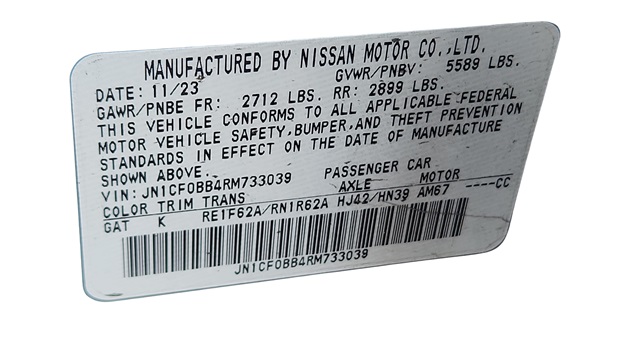 MANUFACTURED BY NISSAN MOTOR CO.,LTD.
DATE: 11/23 GVWR/PNBV: 5589 LBS.
GAWR/PNBE FR: 2712 LBS. RR: 2899 LBS.
THIS VEHICLE CONFORMS TO ALL APPLICABLE FEDERAL
MOTOR VEHICLE SAFETY,BUMPER,AND THEFT PREVENTION
STANDARDS IN EFFECT ON THE DATE OF MANUFACTURE
SHOWN ABOVE.
VIN:JN1CF0BB4RM733039 PASSENGER CAR
COLOR TRIM TRANS AXLE MOTOR
GAT K RE1F62A/RN1R62A HJ42/HN39 AM67 ----CC
JN1CF0BB4RM733039